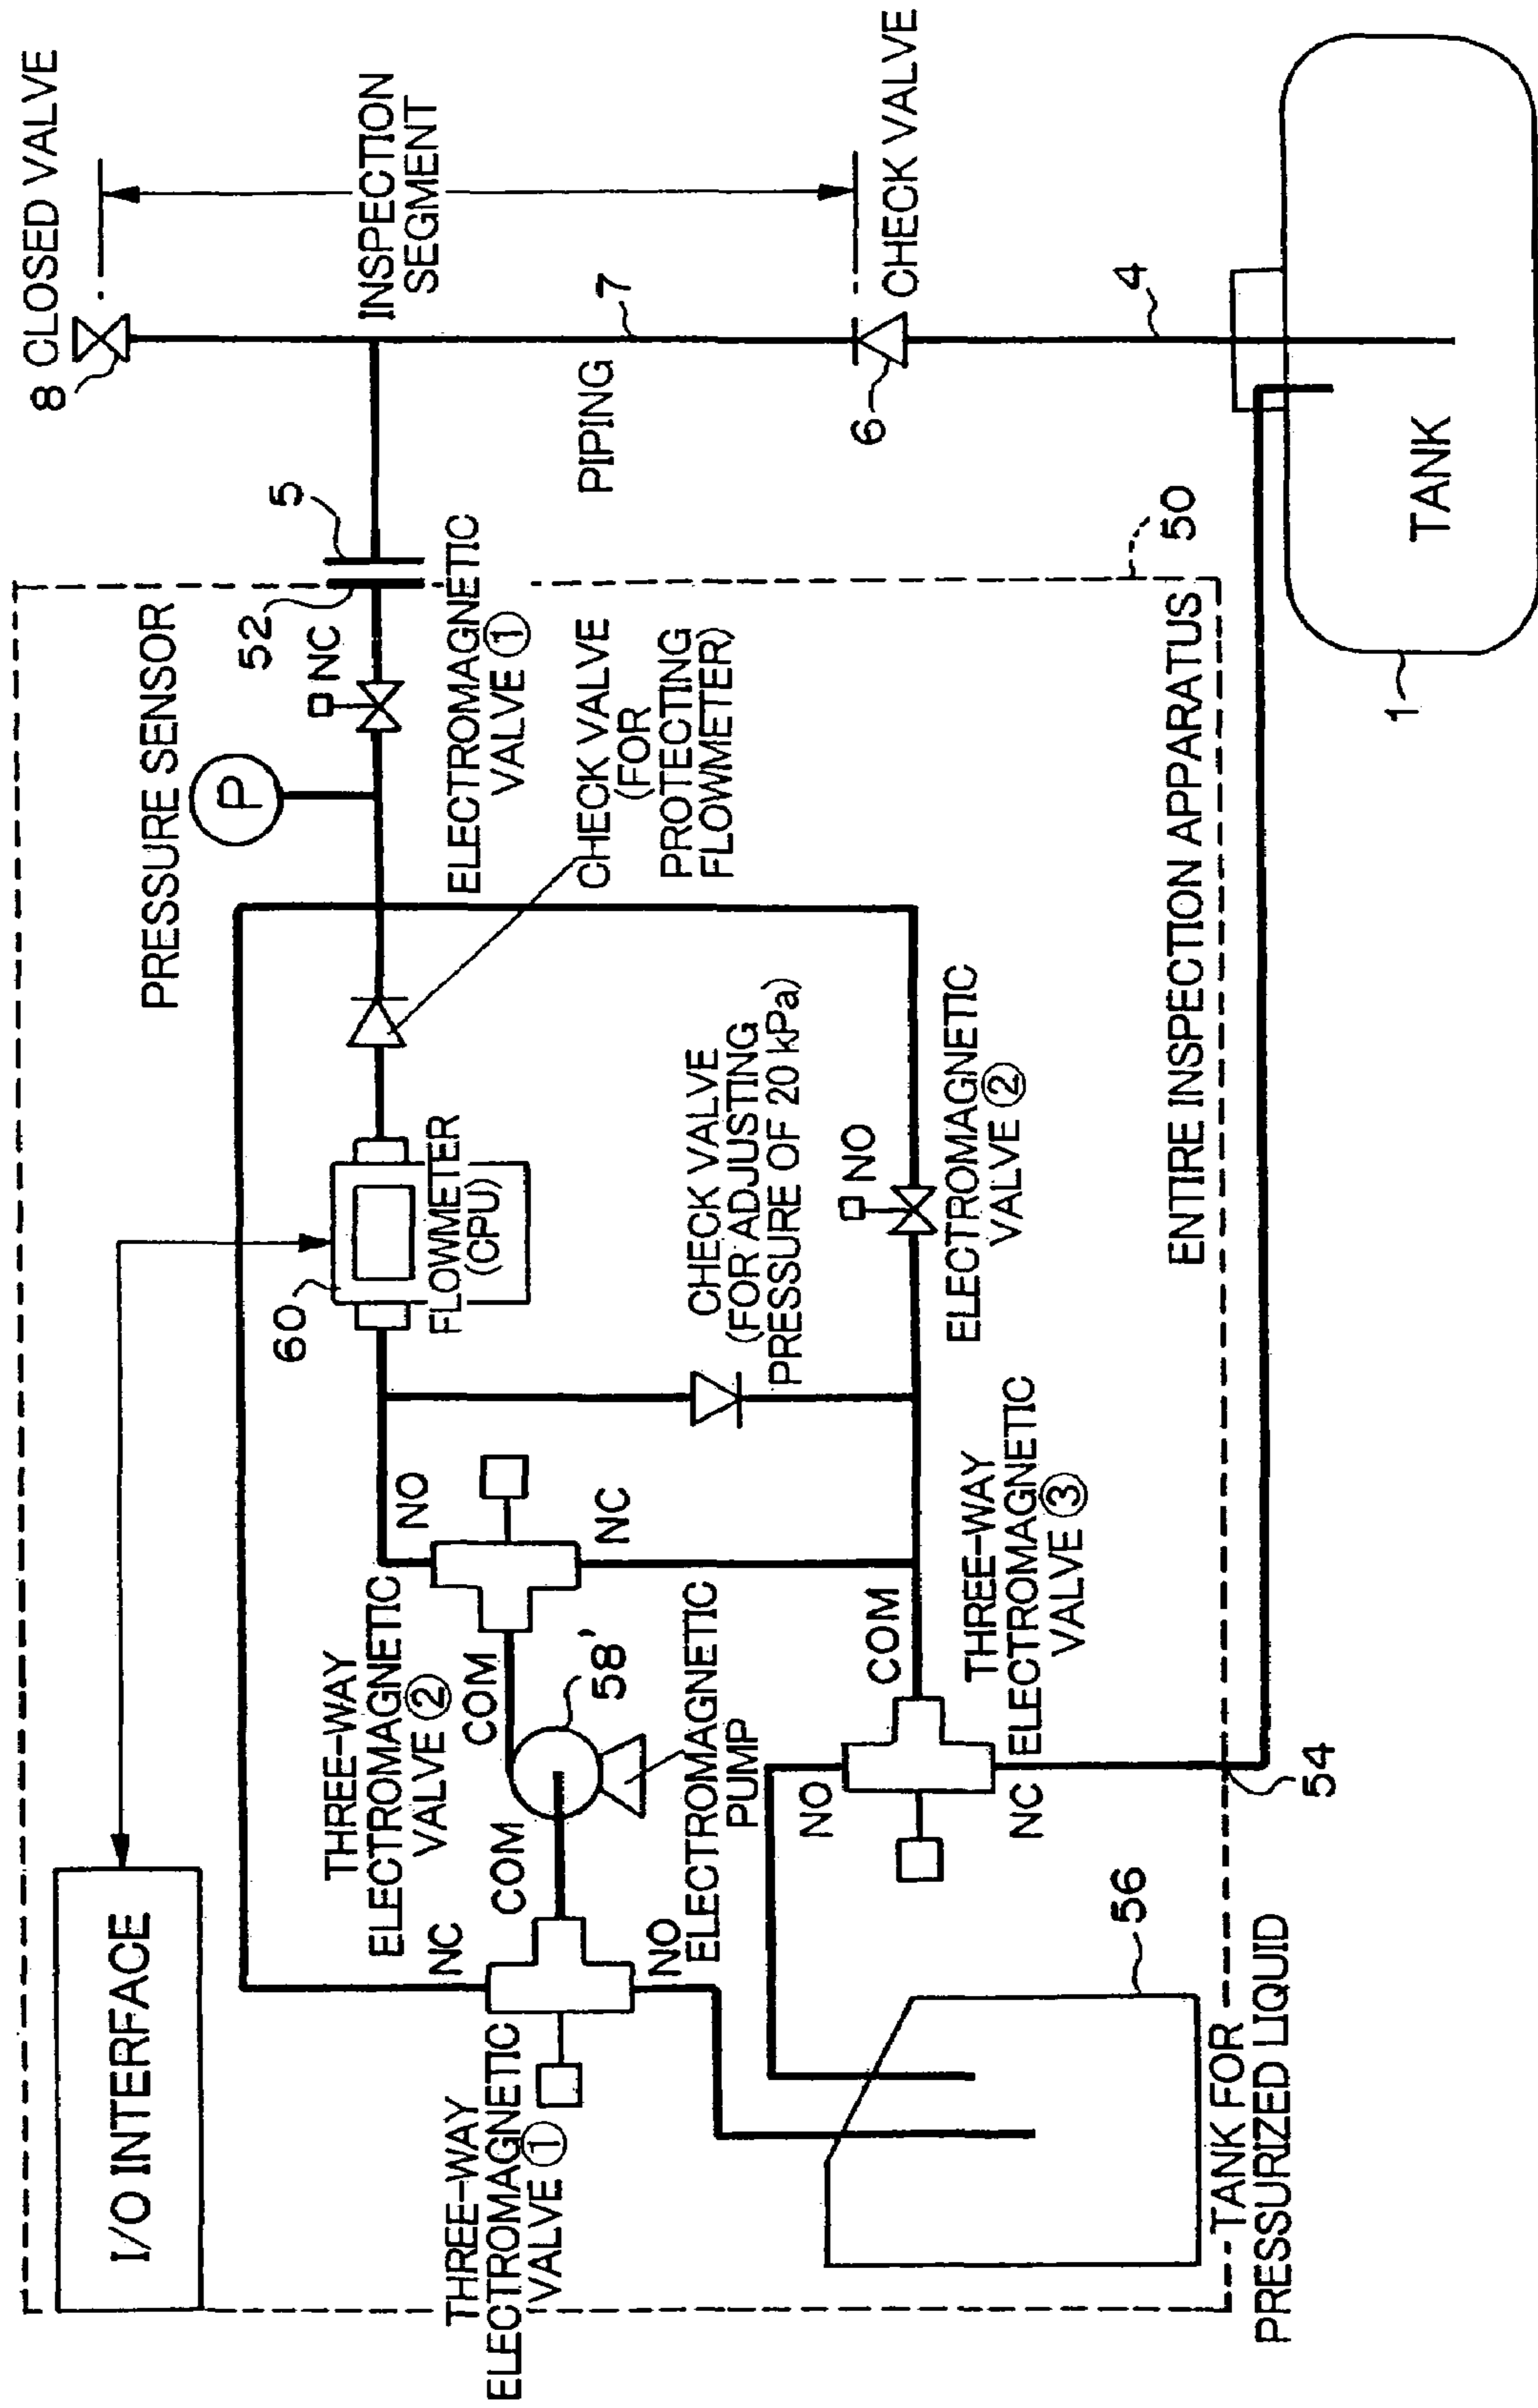 I/O INTERFACE
PRESSURE SENSOR
P
8
CLOSED VALVE
INSPECTION
SEGMENT
52
5
NC
ELECTROMAGNETIC
VALVE ①
PIPING
7
6
CHECK VALVE
4
60
FLOWMETER
(CPU)
CHECK VALVE
(FOR
PROTECTING
FLOWMETER)
THREE-WAY
ELECTROMAGNETIC
VALVE ②
NO
NC
COM
CHECK VALVE
(FOR ADJUSTING
PRESSURE OF 20 kPa)
NO
ELECTROMAGNETIC
VALVE ②
THREE-WAY
ELECTROMAGNETIC
VALVE ①
NC
COM
NO
58'
ELECTROMAGNETIC
PUMP
NO
COM
NC
THREE-WAY
ELECTROMAGNETIC
VALVE ③
56
54
ENTIRE INSPECTION APPARATUS
50
TANK FOR
PRESSURIZED LIQUID
1
TANK